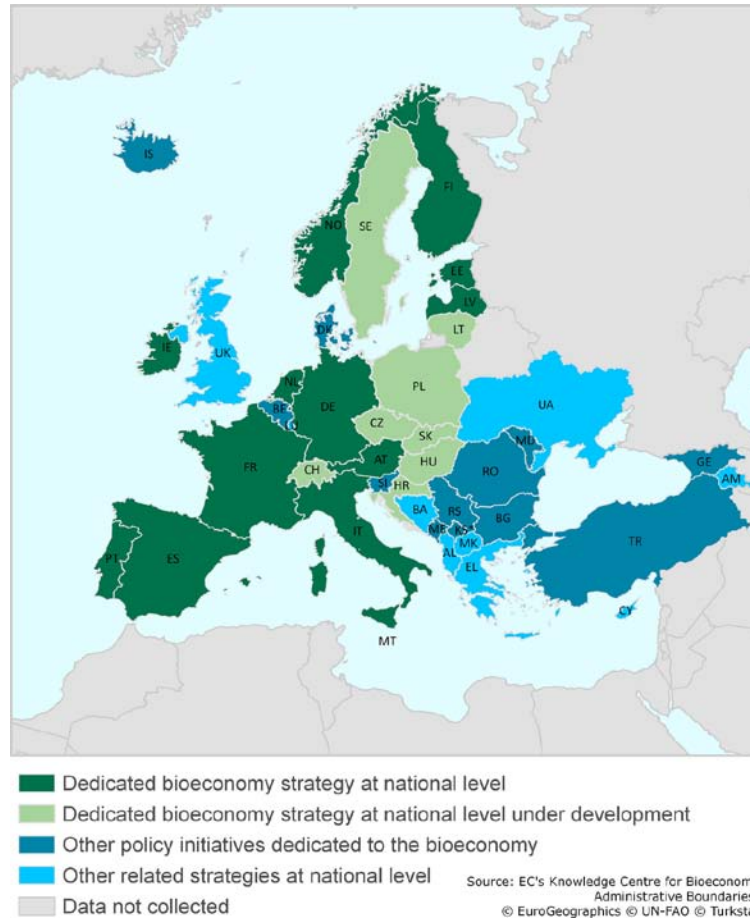 IS
FI
NO
SE
EE
LV
LT
DK
IE
UK
NL
BE
LU
DE
PL
CZ
SK
UA
FR
CH
AT
HU
SI
HR
RO
MD
BA
RS
BG
GE
AM
IT
ME
KS*
MK
AL
EL
TR
PT
ES
CY
MT
Dedicated bioeconomy strategy at national level
Dedicated bioeconomy strategy at national level under development
Other policy initiatives dedicated to the bioeconomy
Other related strategies at national level
Data not collected
Source: EC's Knowledge Centre for Bioeconom
Administrative Boundaries
© EuroGeographics © UN-FAO © Turksta